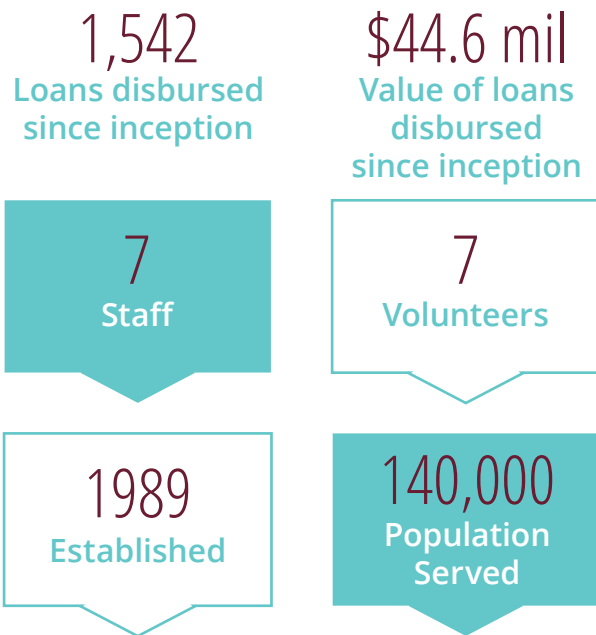 1,542
Loans disbursed
since inception
$44.6 mil
Value of loans
disbursed
since inception
7
Staff
7
Volunteers
1989
Established
140,000
Population
Served